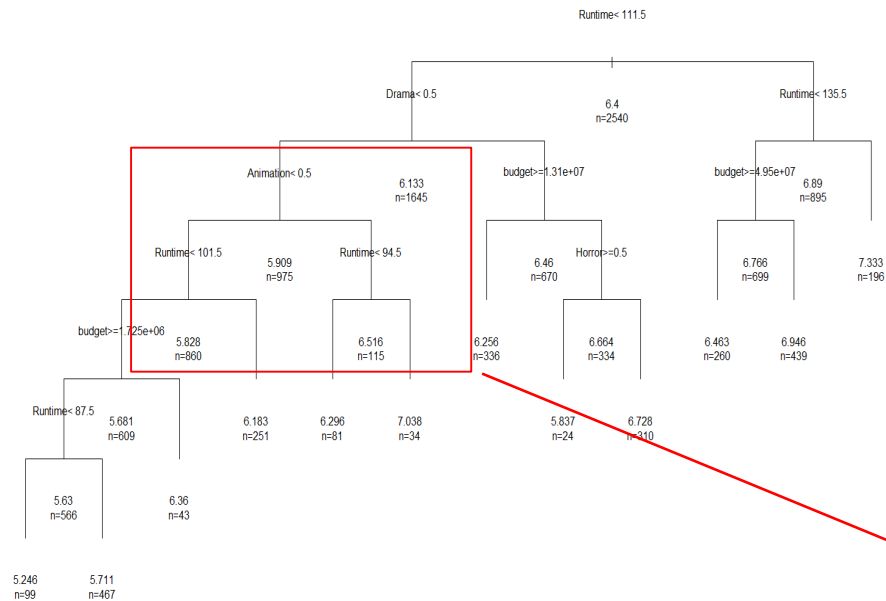 Runtime< 111.5
Drama< 0.5
6.4
n=2540
Runtime< 135.5
Animation< 0.5
6.133
n=1645
budget>=1.31e+07
budget>=4.95e+07
6.89
n=895
Runtime< 101.5
5.909
n=975
Runtime< 94.5
6.46
n=670
Horror>=0.5
6.766
n=699
7.333
n=196
budget>=1.725e+06
5.828
n=860
6.516
n=115
6.256
n=336
6.664
n=334
6.463
n=260
6.946
n=439
Runtime< 87.5
5.681
n=609
6.183
n=251
6.296
n=81
7.038
n=34
5.837
n=24
6.728
n=310
5.63
n=566
6.36
n=43
5.246
n=99
5.711
n=467